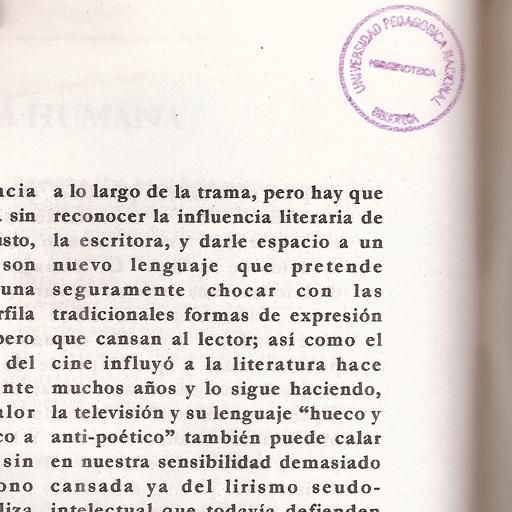 UNIVERSIDAD PEDAGOGICA NACIONAL
HEMEROTECA
BIBLIOTECA
A HUMANA
ncia
sin
usto,
son
una
rfila
pero
del
nte
alor
co a
sin
ono
liza
a lo largo de la trama, pero hay que
reconocer la influencia literaria de
la escritora, y darle espacio a un
nuevo lenguaje que pretende
seguramente chocar con las
tradicionales formas de expresión
que cansan al lector; así como el
cine influyó a la literatura hace
muchos años y lo sigue haciendo,
la televisión y su lenguaje “hueco y
anti-poético” también puede calar
en nuestra sensibilidad demasiado
cansada ya del lirismo seudo-
intelectual que todavía defienden